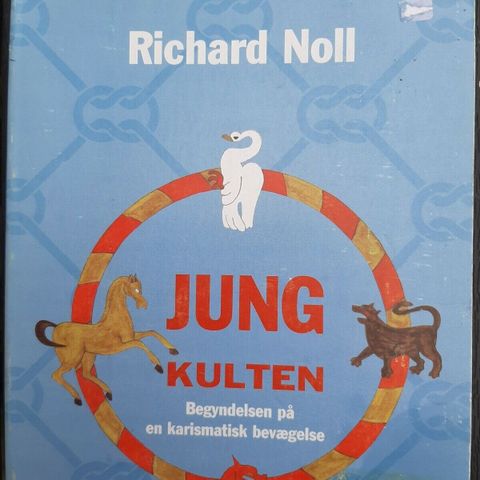 Richard Noll
JUNG
KULTEN
Begyndelsen på
en karismatisk bevægelse